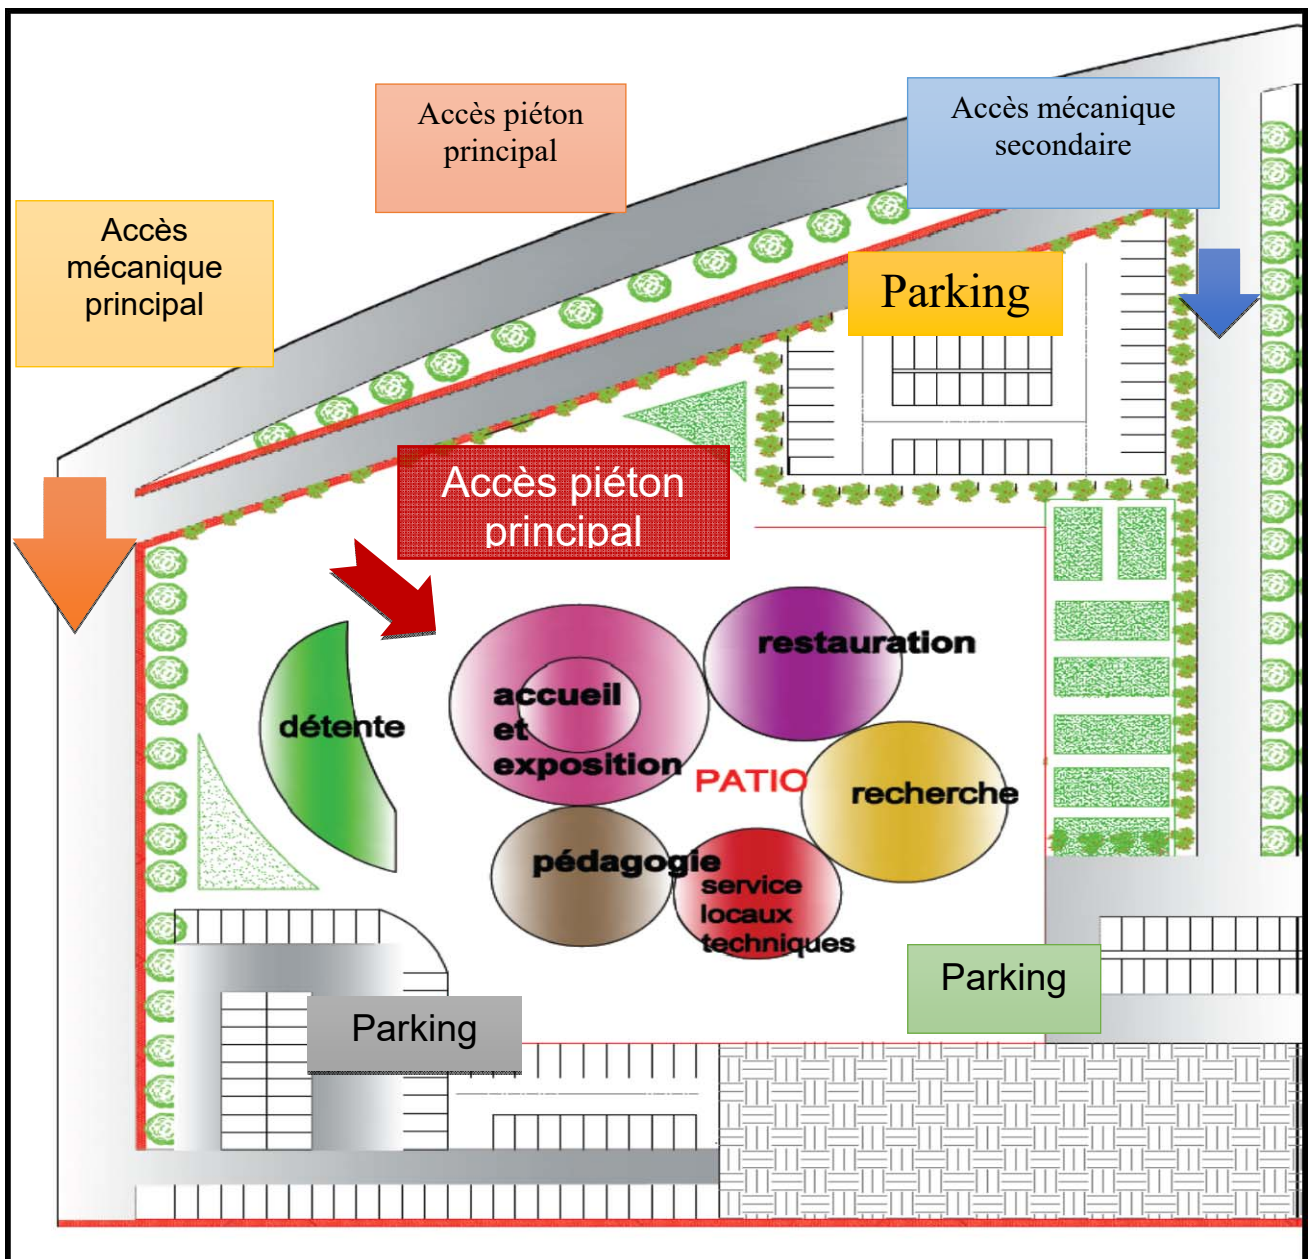 Accès piéton
principal
Accès mécanique
secondaire
Accès
mécanique
principal
Parking
Accès piéton
principal
restauration
accueil
et
exposition
détente
PATIO
recherche
pédagogie
service
locaux
techniques
Parking
Parking